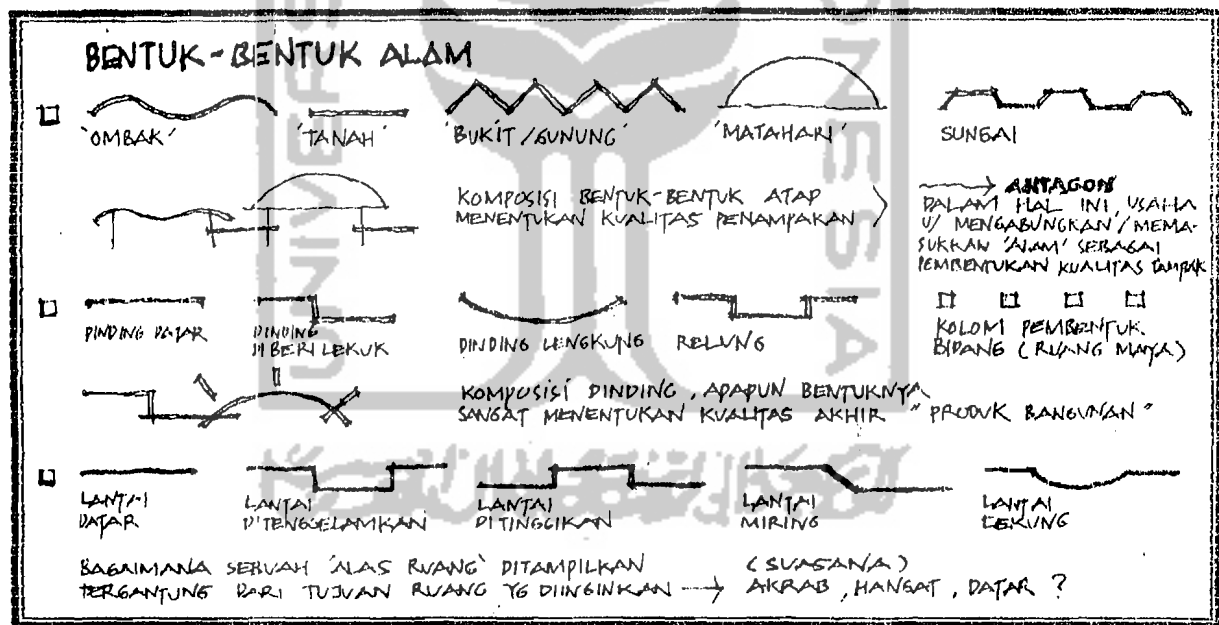 BENTUK-BENTUK ALAM
'OMBAK' 'TANAH' 'BUKIT/GUNUNG' 'MATAHARI' SUNGAI
KOMPOSISI BENTUK-BENTUK ATAP
MENENTUKAN KUALITAS PENAMPAKAN
ANTAGON
DALAM HAL INI, USAHA
U/ MENGABUNGKAN/MEMA-
SUKKAN 'ALAM' SEBAGAI
PEMBENTUKAN KUALITAS TAMPAK
DINDING DATAR
DINDING
DIBERI LEKUK
DINDING LENGKUNG
RELUNG
KOLOM PEMBENTUK
BIDANG (RUANG MAYA)
KOMPOSISI DINDING, APAPUN BENTUKNYA
SANGAT MENENTUKAN KUALITAS AKHIR "PRODUK BANGUNAN"
LANTAI
DATAR
LANTAI
DITENGGELAMKAN
LANTAI
DITINGGIKAN
LANTAI
MIRING
LANTAI
CEKUNG
BAGAIMANA SEBUAH 'ALAS RUANG' DITAMPILKAN (SUASANA)
TERGANTUNG DARI TUJUAN RUANG YG DIINGINKAN → AKRAB, HANGAT, DATAR ?
UNIVERS
ONESIA